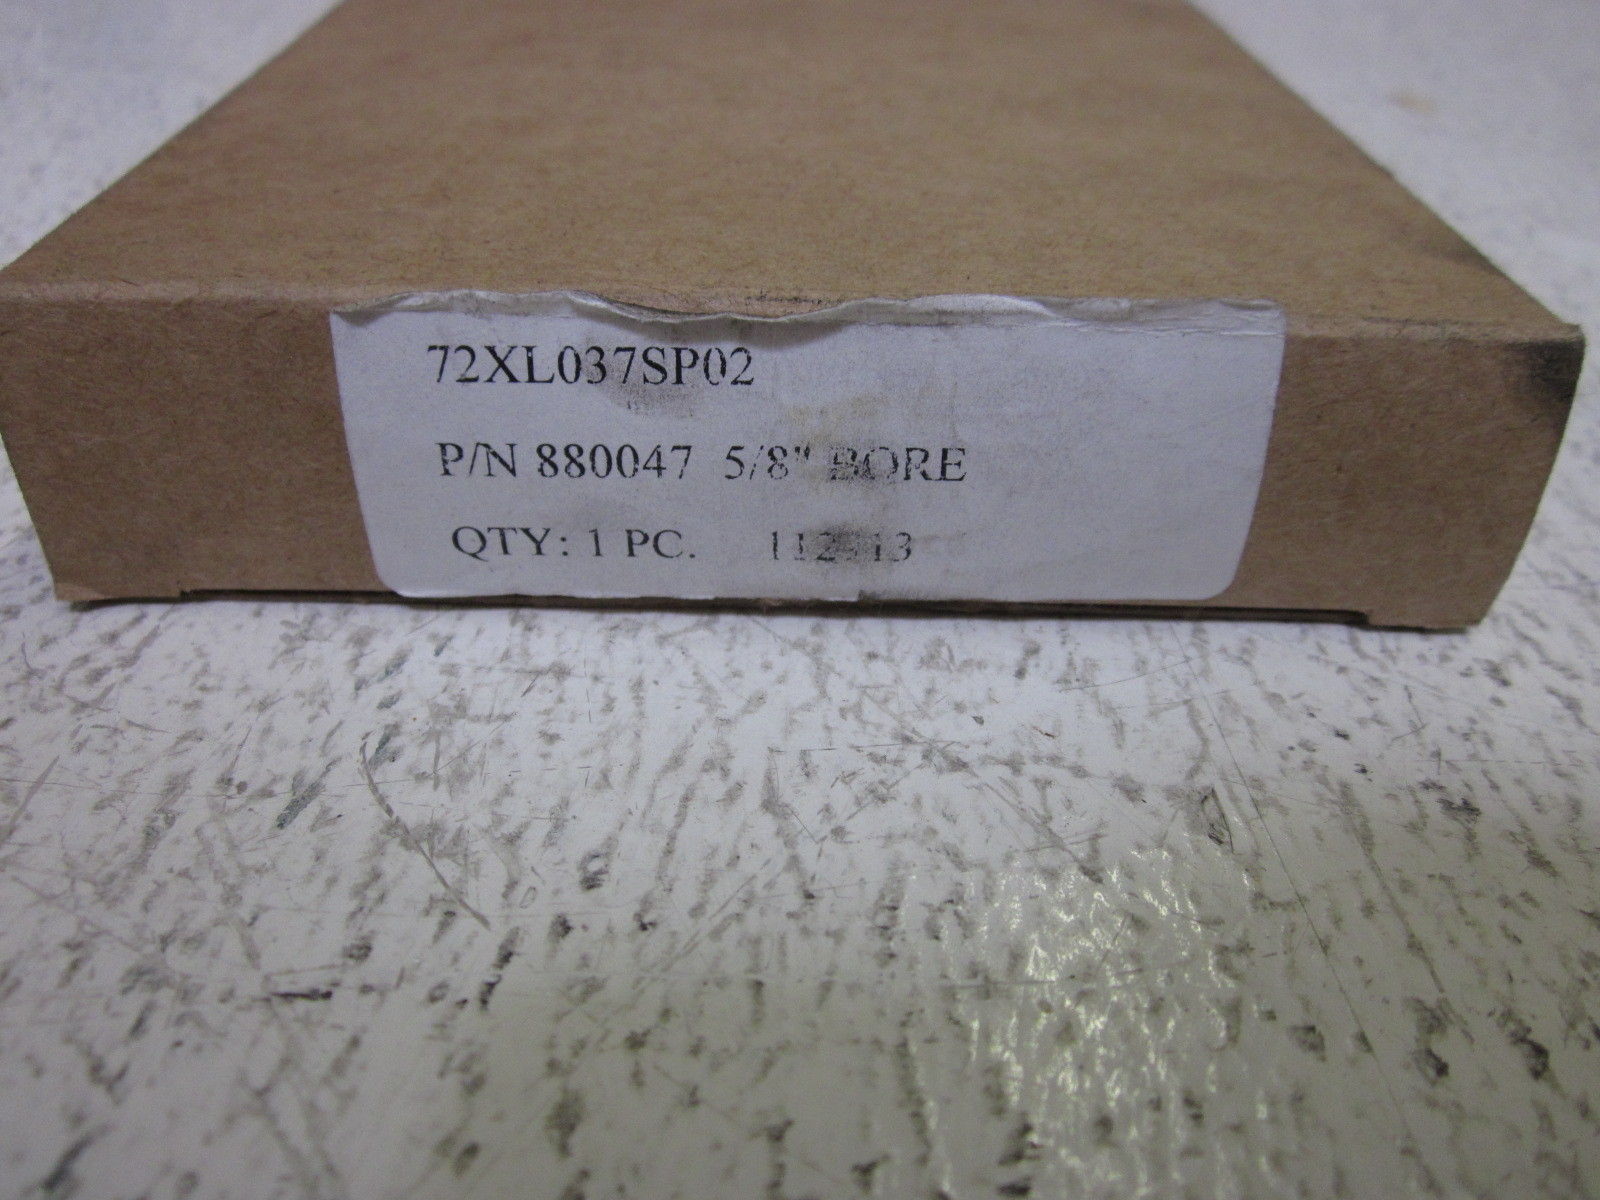 72XL037SP02
P/N 880047 5/8" BORE
QTY: 1 PC.